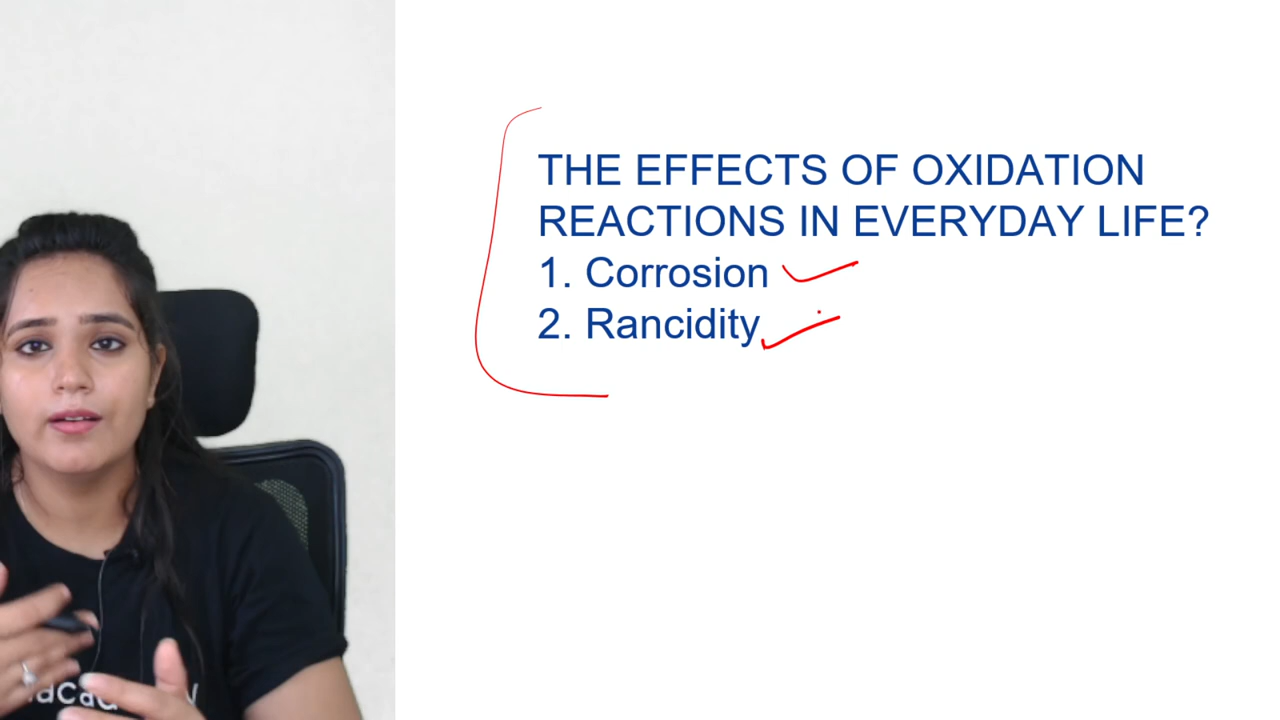 THE EFFECTS OF OXIDATION
REACTIONS IN EVERYDAY LIFE?
1. Corrosion
2. Rancidity